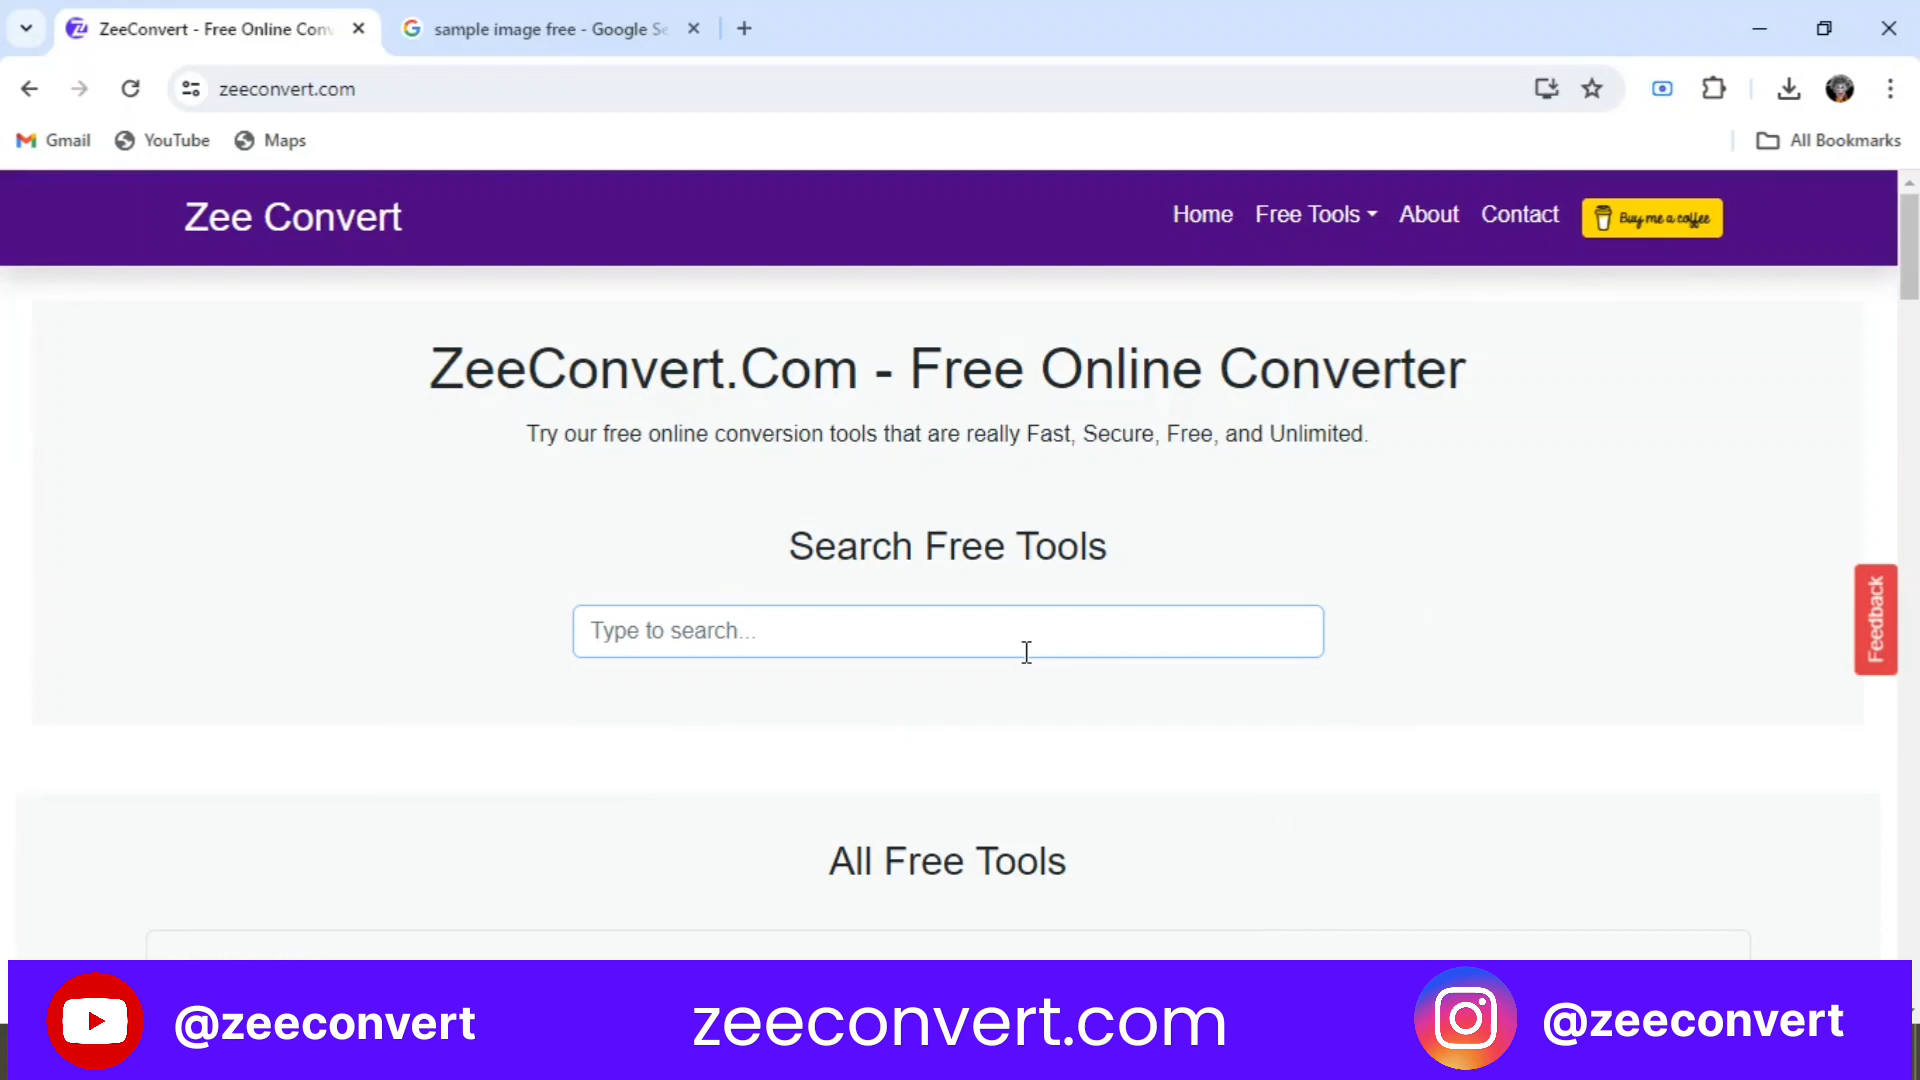 ZeeConvert - Free Online Con
sample image free - Google Se
zeeconvert.com
Gmail
YouTube
Maps
All Bookmarks
Zee Convert
Home
Free Tools
About
Contact
Buy me a coffee
ZeeConvert.Com - Free Online Converter
Try our free online conversion tools that are really Fast, Secure, Free, and Unlimited.
Search Free Tools
Type to search...
Feedback
All Free Tools
@zeeconvert
zeeconvert.com
@zeeconvert